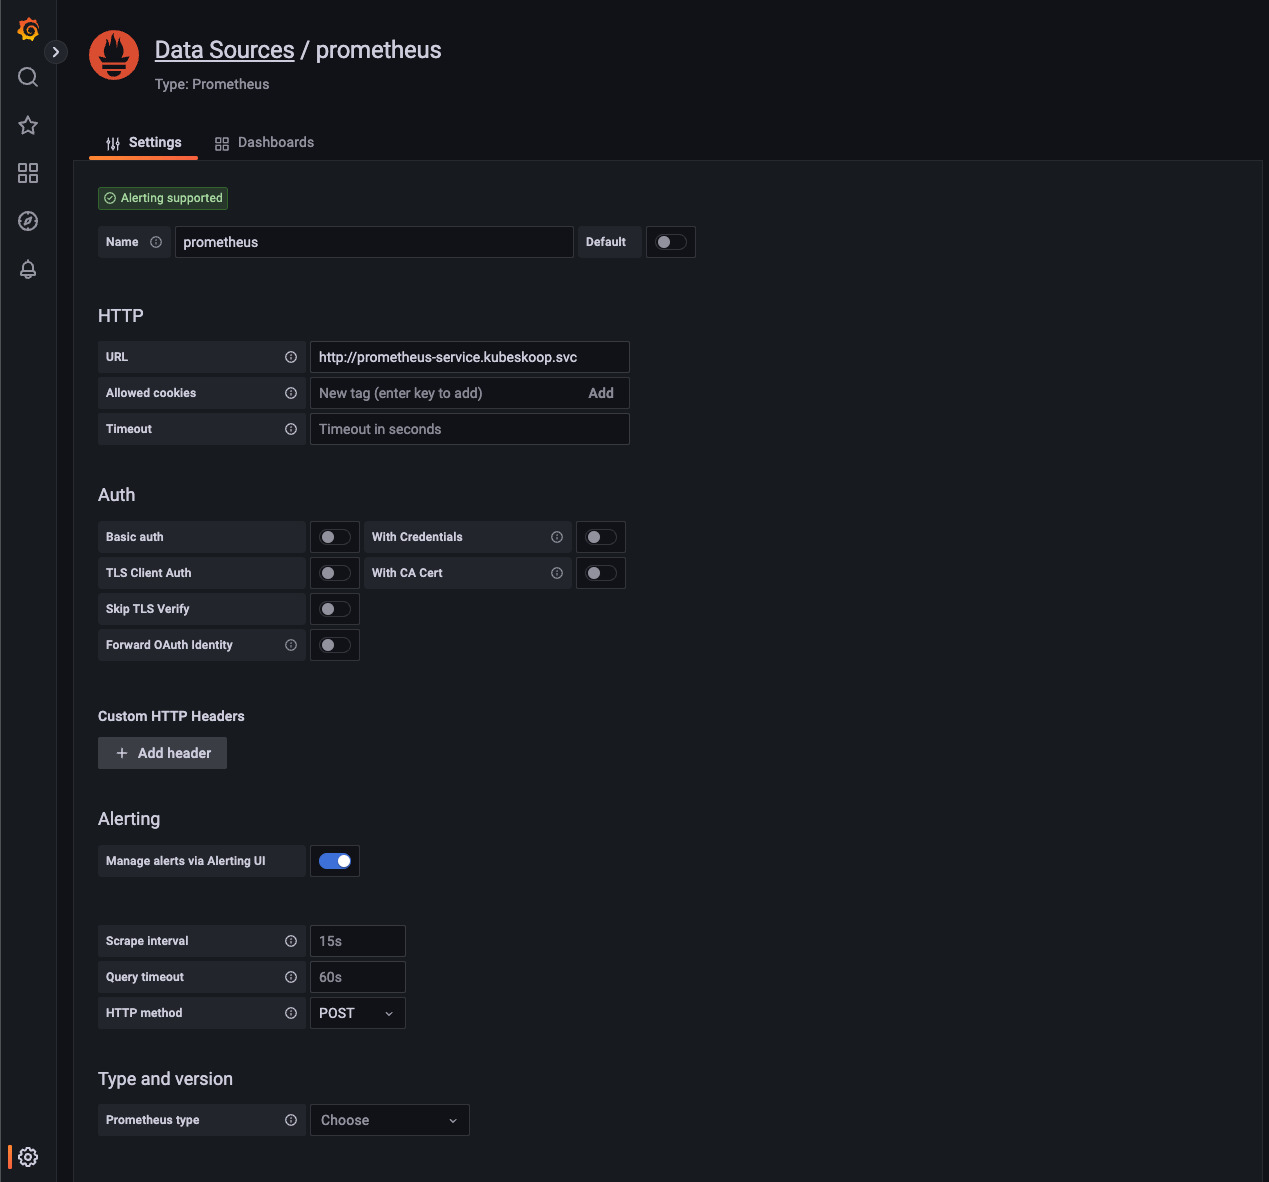 Data Sources / prometheus
Type: Prometheus
Settings Dashboards
Alerting supported
Name prometheus Default
HTTP
URL http://prometheus-service.kubeskoop.svc
Allowed cookies New tag (enter key to add) Add
Timeout Timeout in seconds
Auth
Basic auth With Credentials
TLS Client Auth With CA Cert
Skip TLS Verify
Forward OAuth Identity
Custom HTTP Headers
Add header
Alerting
Manage alerts via Alerting UI
Scrape interval 15s
Query timeout 60s
HTTP method POST
Type and version
Prometheus type Choose